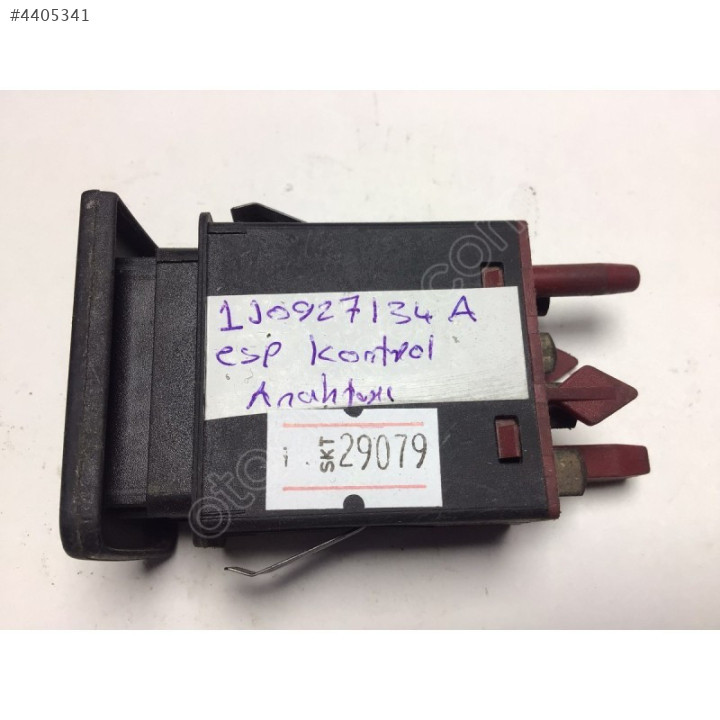 #4405341
1J0927134 A
esp Kontrol
Anahtarı
SKT 29079